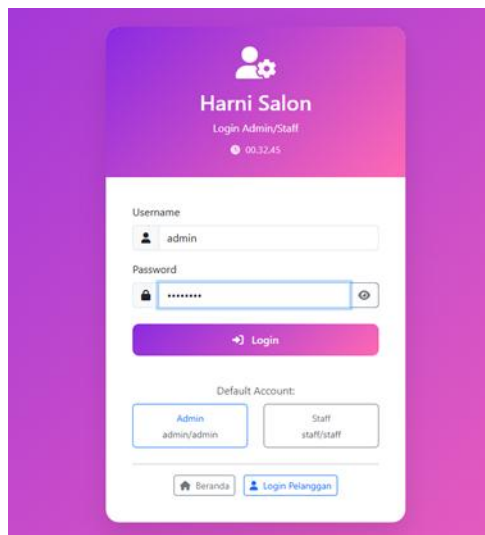 Harni Salon
Login Admin/Staff
00.32.45
Username
admin
Password
••••••••
Login
Default Account:
Admin
admin/admin
Staff
staff/staff
Beranda
Login Pelanggan